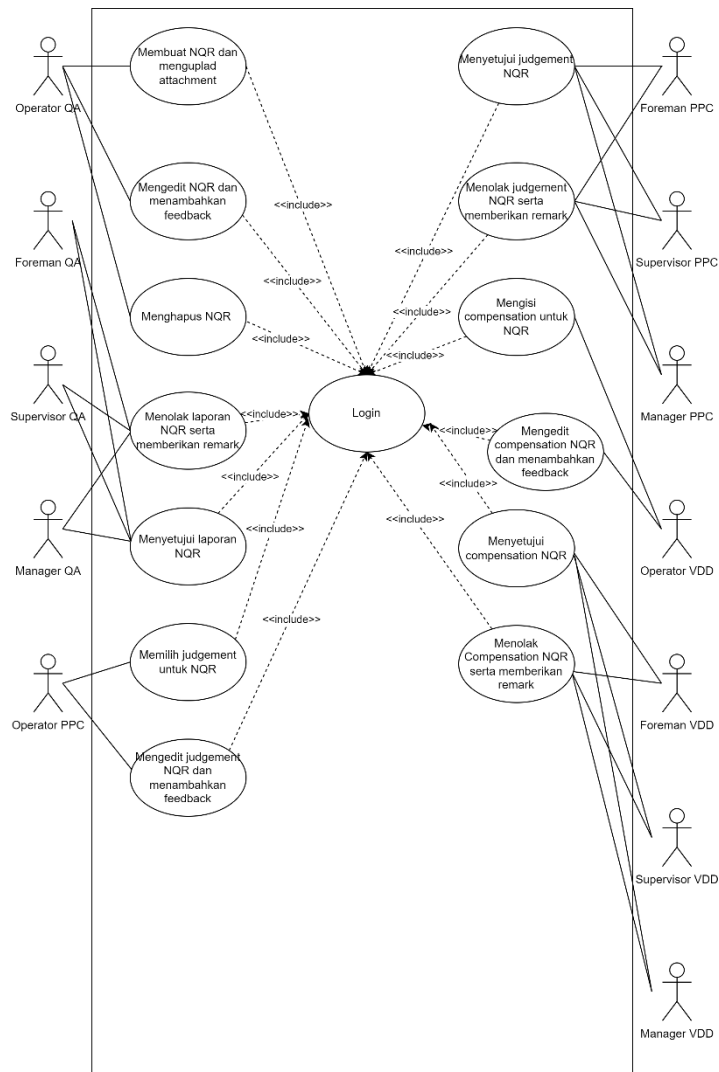 Membuat NQR dan
menguplad
attachment
Operator QA
Mengedit NQR dan
menambahkan
feedback
<<include>>
Foreman QA
<<include>>
Menghapus NQR
<<include>>
Supervisor QA
Menolak laporan
NQR serta
memberikan remark
<<include>>
<<include>>
Manager QA
Menyetujui laporan
NQR
<<include>>
Memilih judgement
untuk NQR
<<include>>
Operator PPC
Mengedit judgement
NQR dan
menambahkan
feedback
Login
Menyetujui judgement
NQR
Foreman PPC
Menolak judgement
NQR serta
memberikan remark
<<include>>
Supervisor PPC
<<include>>
Mengisi
compensation untuk
NQR
<<include>>
Manager PPC
Mengedit
compensation NQR
dan menambahkan
feedback
<<include>>
<<include>>
Menyetujui
compensation NQR
<<include>>
Operator VDD
Menolak
Compensation NQR
serta memberikan
remark
Foreman VDD
Supervisor VDD
Manager VDD